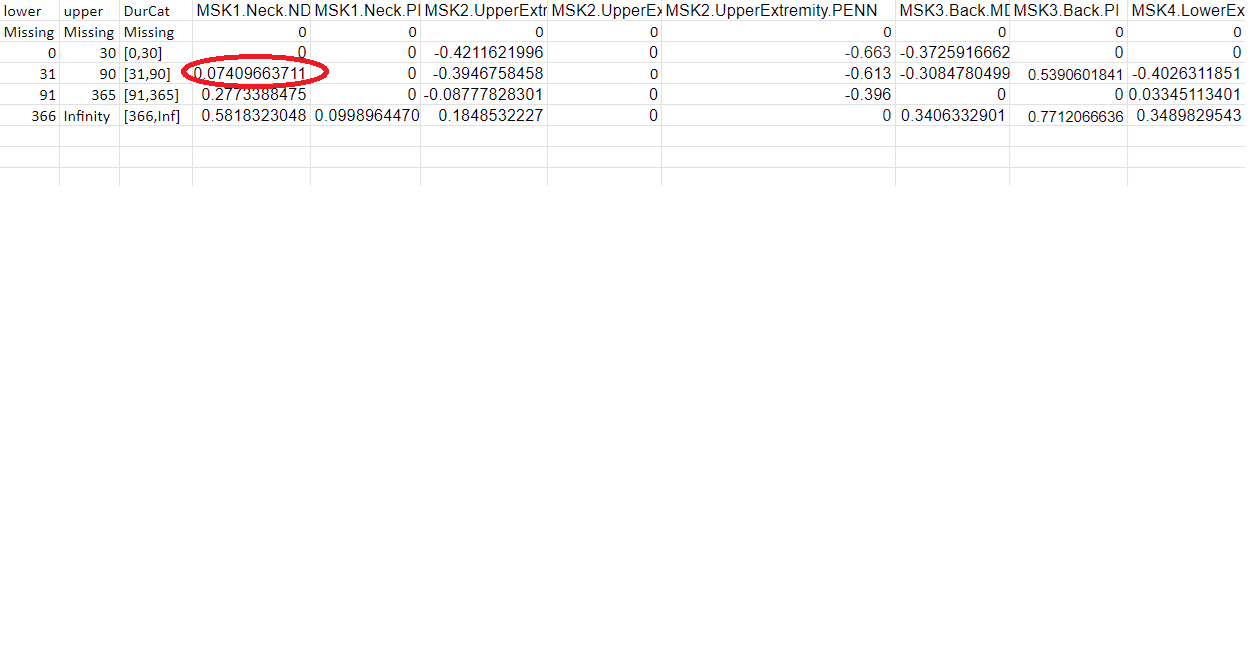 lower upper DurCat MSK1.Neck.ND MSK1.Neck.PI MSK2.UpperExtr MSK2.UpperEx MSK2.UpperExtremity.PENN MSK3.Back.MD MSK3.Back.PI MSK4.LowerEx
Missing Missing Missing 0 0 0 0 0 0 0 0
0 30 [0,30] 0 0 -0.4211621996 0 -0.663 -0.3725916662 0 0
31 90 [31,90] 0.07409663711 0 -0.3946758458 0 -0.613 -0.3084780499 0.5390601841 -0.4026311851
91 365 [91,365] 0.2773388475 0 -0.08777828301 0 -0.396 0 0 0.03345113401
366 Infinity [366,Inf] 0.5818323048 0.0998964470 0.1848532227 0 0 0.3406332901 0.7712066636 0.3489829543